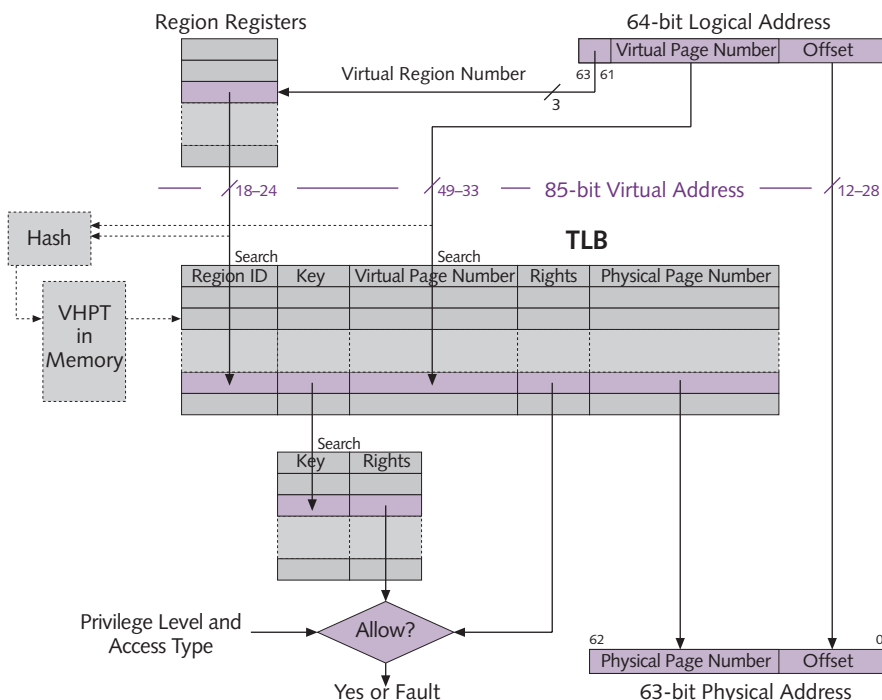 Region Registers
64-bit Logical Address
Virtual Page Number
Offset
63
61
Virtual Region Number
3
18–24
49–33
85-bit Virtual Address
12–28
Hash
TLB
Search
Search
Region ID
Key
Virtual Page Number
Rights
Physical Page Number
VHPT
in
Memory
Search
Key
Rights
Privilege Level and
Access Type
Allow?
62
0
Physical Page Number
Offset
Yes or Fault
63-bit Physical Address